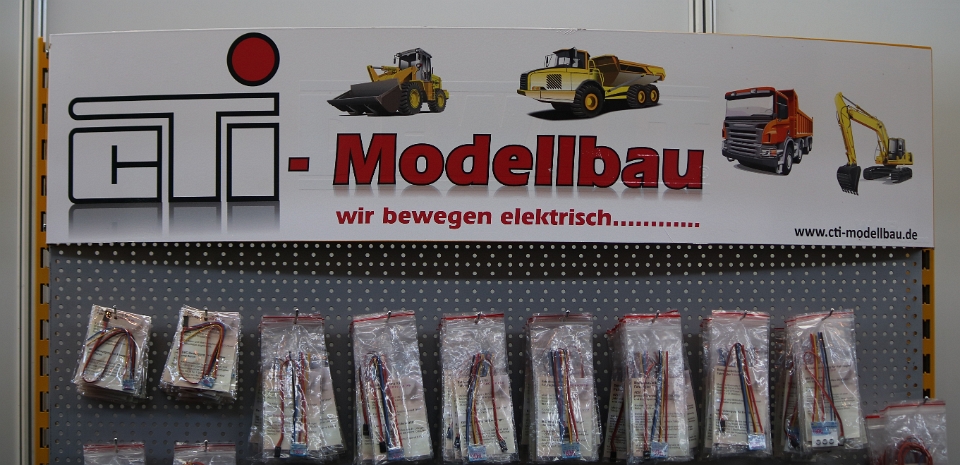 CTi - Modellbau
wir bewegen elektrisch............
www.cti-modellbau.de